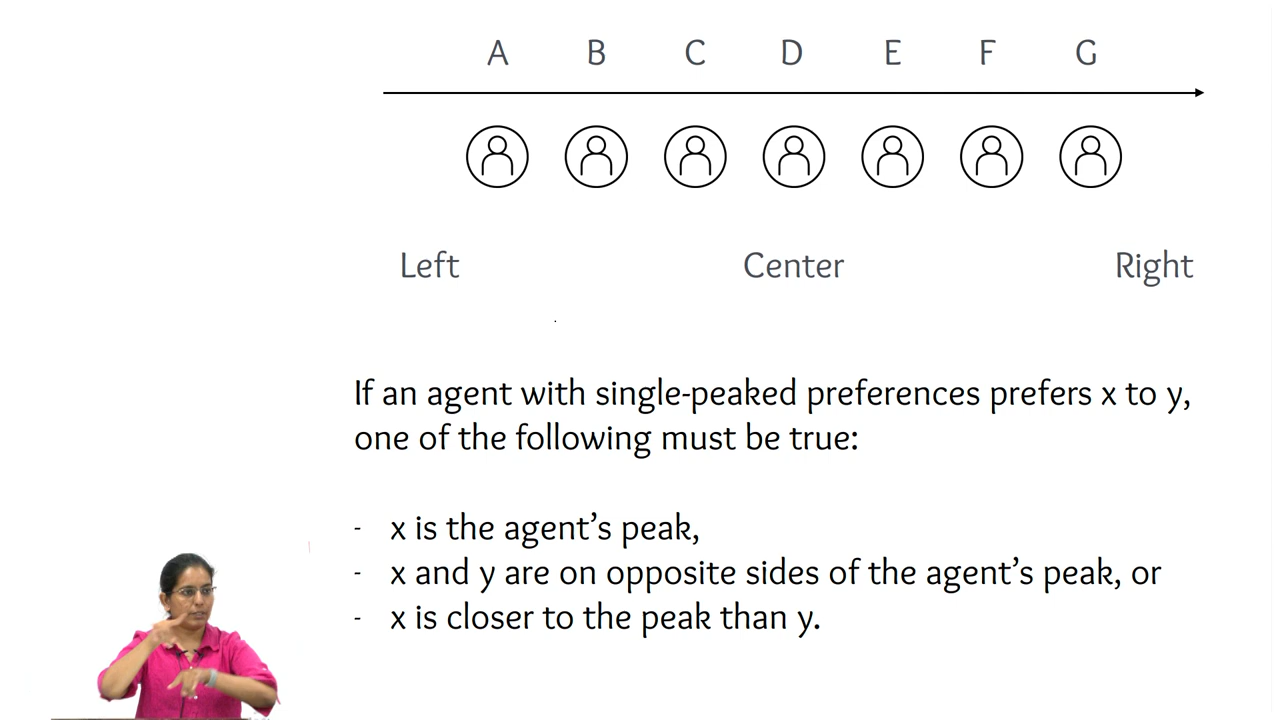 A B C D E F G
Left Center Right
If an agent with single-peaked preferences prefers x to y,
one of the following must be true:
- x is the agent’s peak,
- x and y are on opposite sides of the agent’s peak, or
- x is closer to the peak than y.